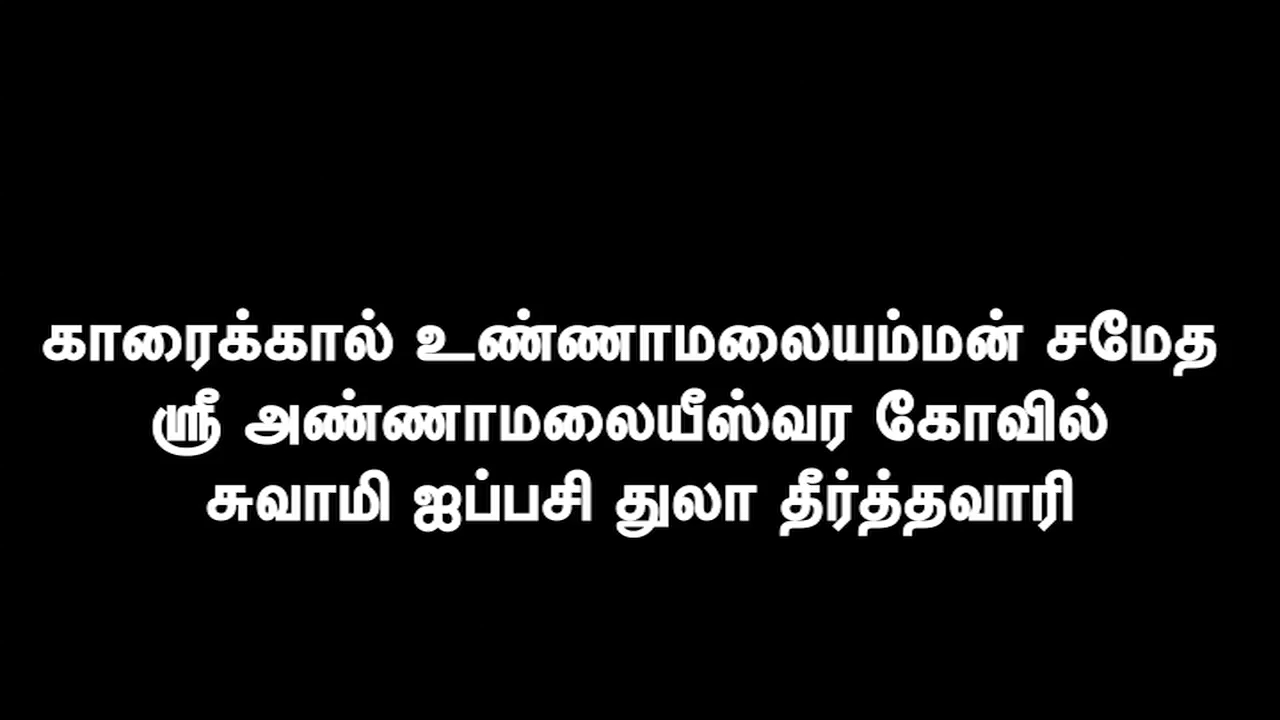 காரைக்கால் உண்ணாமலையம்மன் சமேத
ஸ்ரீ அண்ணாமலையீஸ்வர கோவில்
சுவாமி ஐப்பசி துலா தீர்த்தவாரி